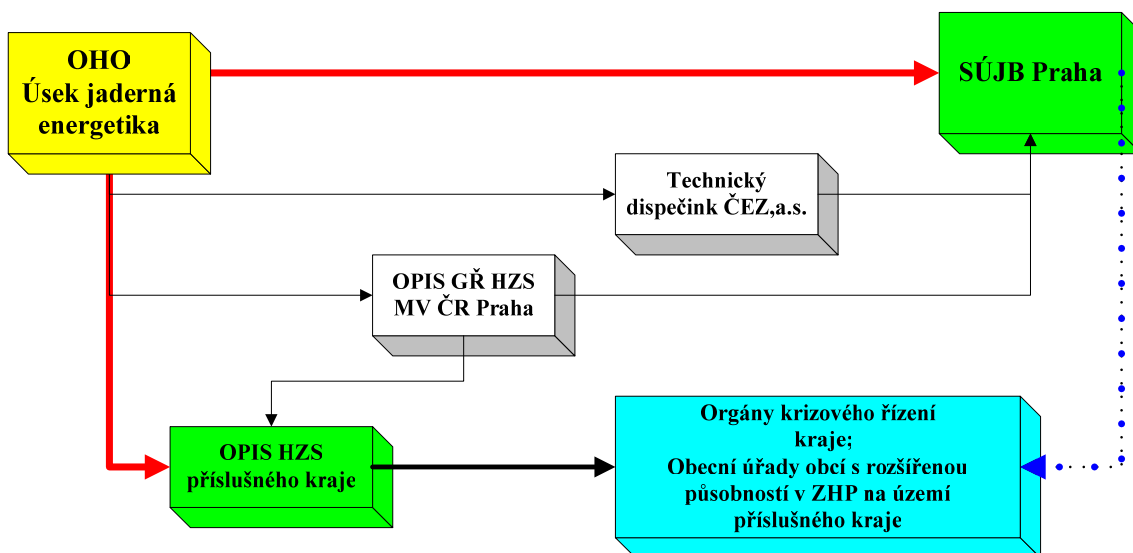 OHO
Úsek jaderná
energetika
SÚJB Praha
Technický
dispečink ČEZ,a.s.
OPIS GŘ HZS
MV ČR Praha
OPIS HZS
příslušného kraje
Orgány krizového řízení
kraje;
Obecní úřady obcí s rozšířenou
působností v ZHP na území
příslušného kraje